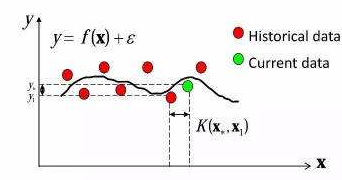 y
y = f(x) + ε
Historical data
Current data
y*
y₁
K(x*, x₁)
x